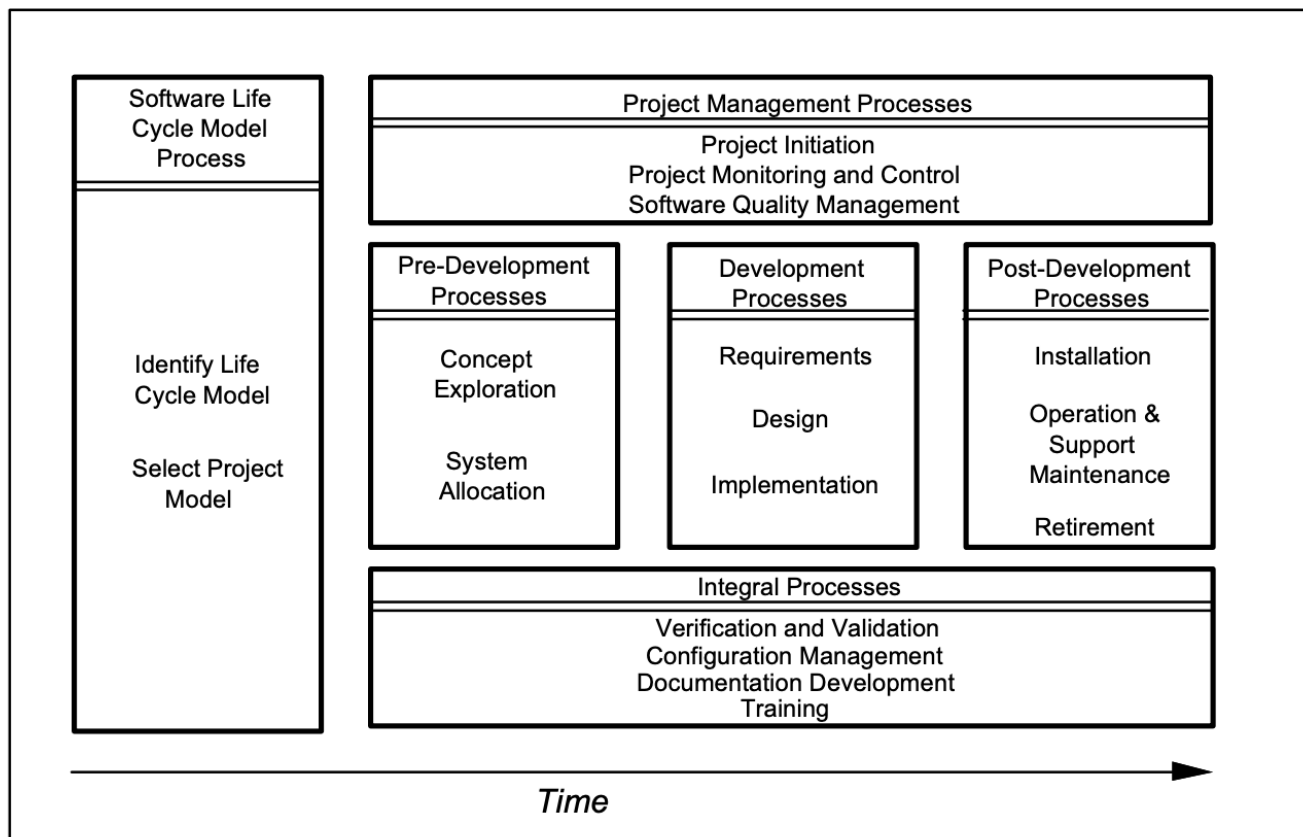 Software Life
Cycle Model
Process
Identify Life
Cycle Model
Select Project
Model
Project Management Processes
Project Initiation
Project Monitoring and Control
Software Quality Management
Pre-Development
Processes
Concept
Exploration
System
Allocation
Development
Processes
Requirements
Design
Implementation
Post-Development
Processes
Installation
Operation &
Support
Maintenance
Retirement
Integral Processes
Verification and Validation
Configuration Management
Documentation Development
Training
Time